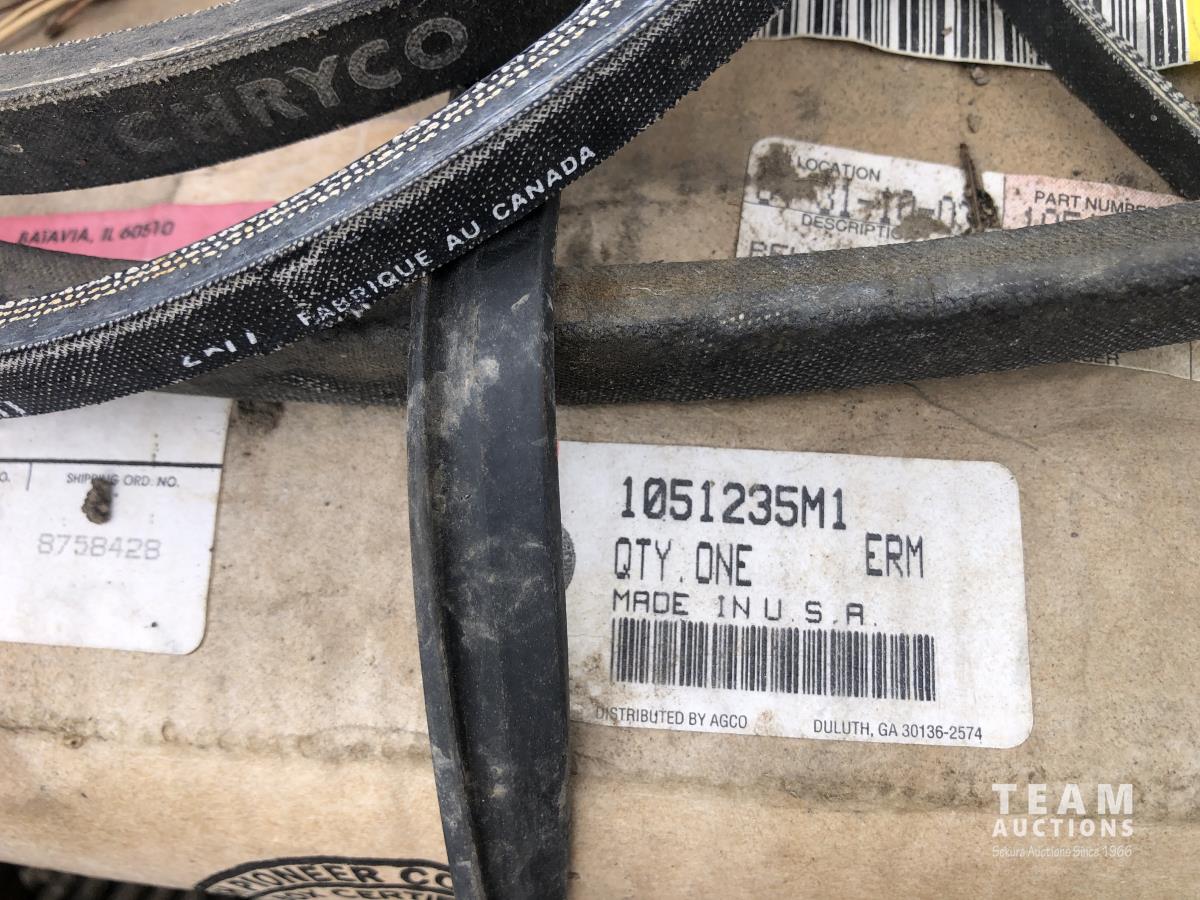 CHRYCO
FABRIQUE AU CANADA
BATAVIA, IL 60510
LOCATION
PART NUMBER
SHIPPING ORD. NO.
8758428
1051235M1
QTY. ONE ERM
MADE IN U.S.A.
DISTRIBUTED BY AGCO DULUTH, GA 30136-2574
PIONEER
TEAM
AUCTIONS
Sekura Auctions Since 1966